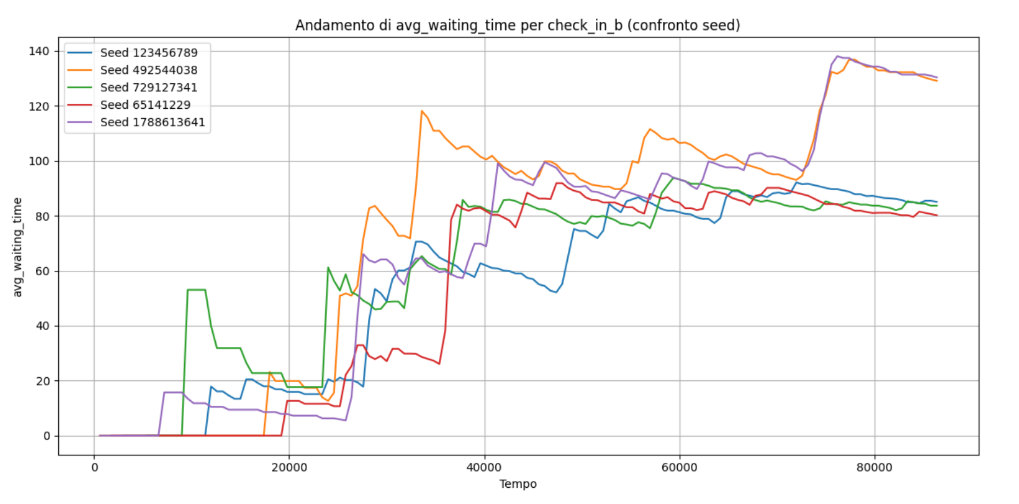 Andamento di avg_waiting_time per check_in_b (confronto seed)
Seed 123456789
Seed 492544038
Seed 729127341
Seed 65141229
Seed 1788613641
avg_waiting_time
140
120
100
80
60
40
20
0
0 20000 40000 60000 80000
Tempo